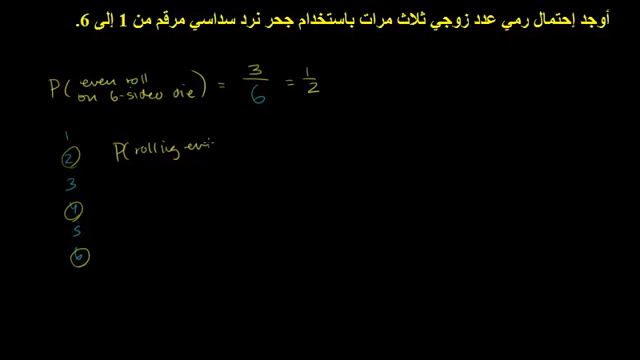 أوجد إحتمال رمي عدد زوجي ثلاث مرات باستخدام حجر نرد سداسي مرقم من 1 إلى 6.
P(even roll on 6-sided die) = 3/6 = 1/2
1
2
P(rolling eve
3
4
5
6